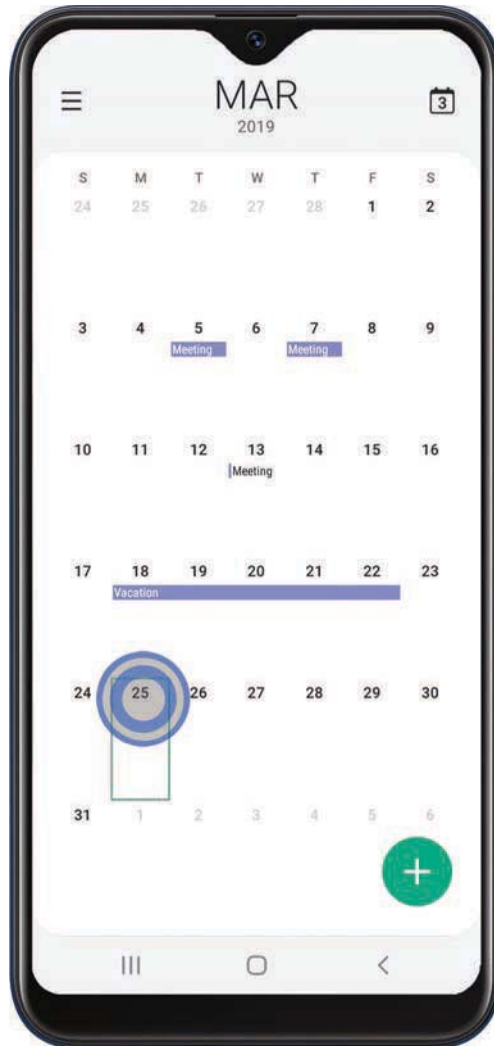 MAR
2019
3
S M T W T F S
24 25 26 27 28 1 2
3 4 5 6 7 8 9
Meeting Meeting
10 11 12 13 14 15 16
Meeting
17 18 19 20 21 22 23
Vacation
24 25 26 27 28 29 30
31 1 2 3 4 5 6